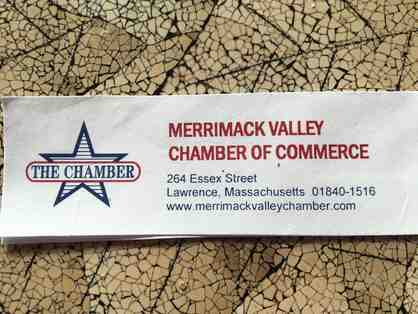 THE CHAMBER
MERRIMACK VALLEY
CHAMBER OF COMMERCE
264 Essex Street
Lawrence, Massachusetts 01840-1516
www.merrimackvalleychamber.com